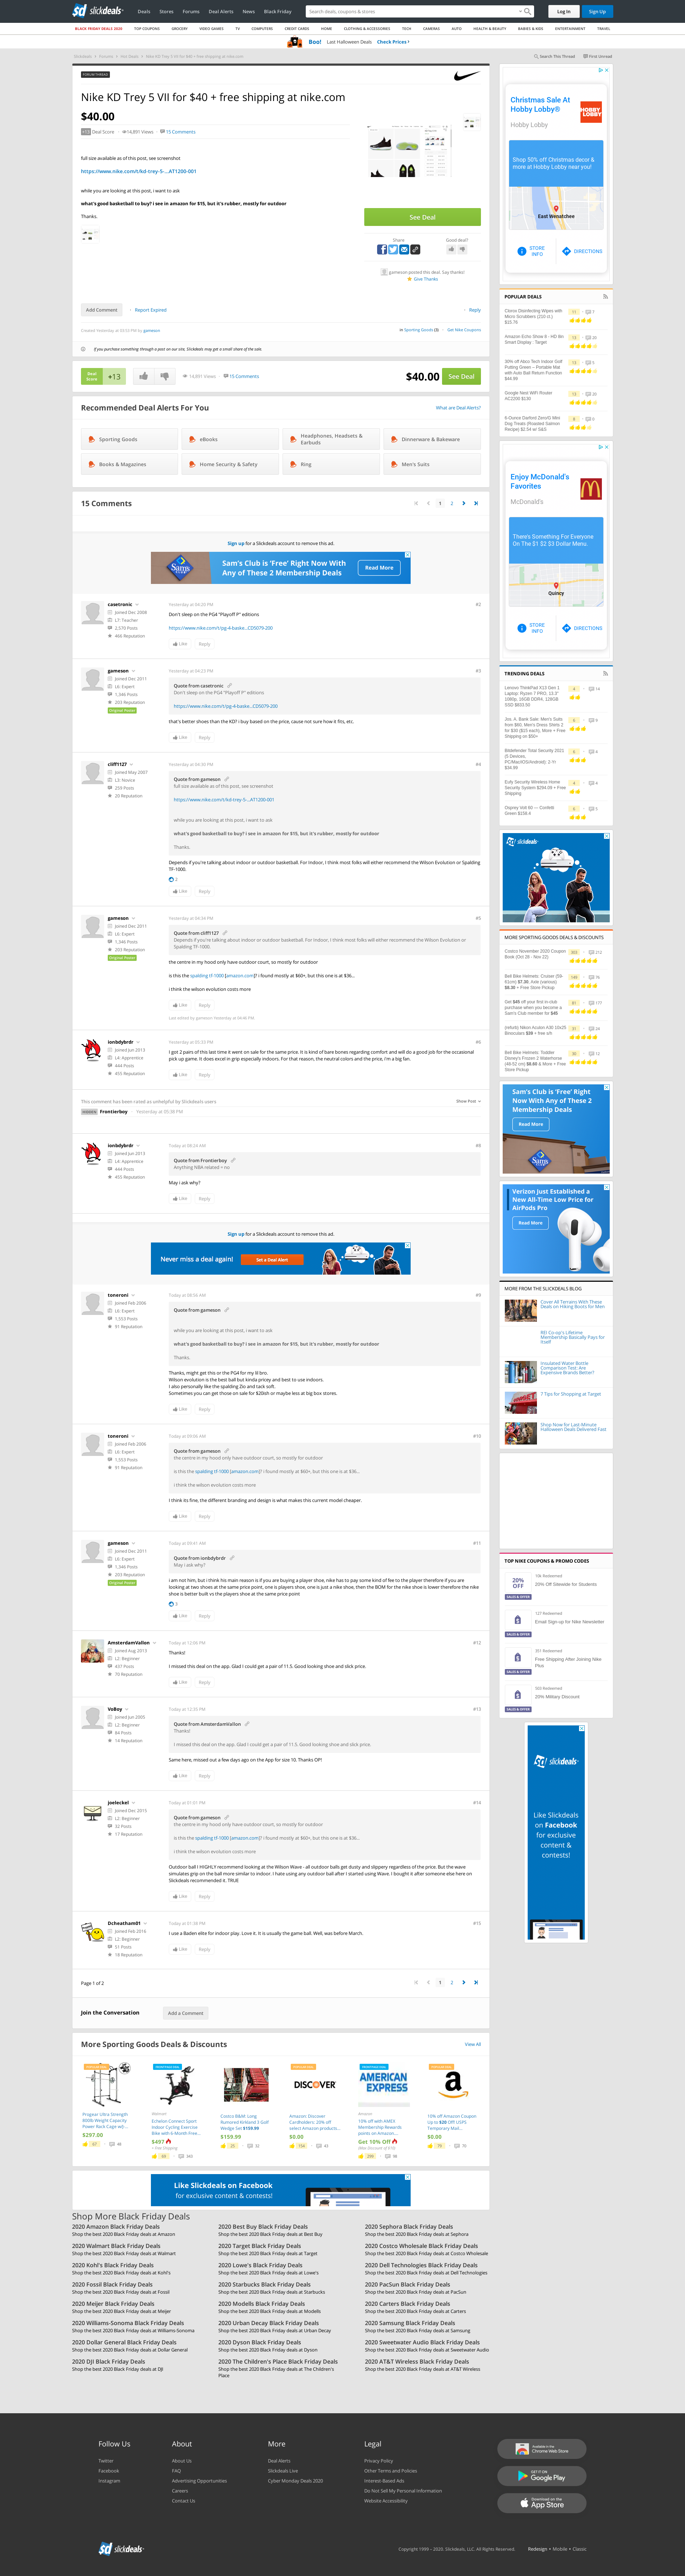 slickdeals
Deals Stores Forums Deal Alerts News Black Friday
Search deals, coupons & stores
Log In Sign Up
BLACK FRIDAY DEALS 2020 TOP COUPONS GROCERY VIDEO GAMES TV COMPUTERS CREDIT CARDS HOME CLOTHING & ACCESSORIES TECH CAMERAS AUTO HEALTH & BEAUTY BABIES & KIDS ENTERTAINMENT TRAVEL
Boo! Last Halloween Deals Check Prices
Search This Thread First Unread
FORUM THREAD
Nike KD Trey 5 VII for $40 + free shipping at nike.com
$40.00
+13 Deal Score 14,891 Views 15 Comments
full size available as of this post, see screenshot
https://www.nike.com/t/kd-trey-5-...AT1200-001
while you are looking at this post, i want to ask
what's good basketball to buy? i see in amazon for $15, but it's rubber, mostly for outdoor
Thanks,
See Deal
Share Good deal?
gameson posted this deal. Say thanks!
Give Thanks
Add Comment Report Expired Reply
Created Yesterday at 03:53 PM by gameson
in Sporting Goods (3) Get Nike Coupons
If you purchase something through a post on our site, Slickdeals may get a small share of the sale.
Deal Score +13 14,891 Views 15 Comments $40.00 See Deal
Recommended Deal Alerts For You What are Deal Alerts?
Sporting Goods eBooks Headphones, Headsets & Earbuds Dinnerware & Bakeware
Books & Magazines Home Security & Safety Ring Men's Suits
15 Comments 1 2
Sign up for a Slickdeals account to remove this ad.
Sam's Club is 'Free' Right Now With Any of These 2 Membership Deals
Read More
casetronic Yesterday at 04:20 PM #2
Joined Dec 2008
L7: Teacher
2,570 Posts
466 Reputation
Don't sleep on the PG4 "Playoff P" editions
https://www.nike.com/t/pg-4-baske...CD5079-200
Like Reply
gameson Yesterday at 04:23 PM #3
Joined Dec 2011
L6: Expert
1,346 Posts
203 Reputation
Original Poster
Quote from casetronic
Don't sleep on the PG4 "Playoff P" editions
https://www.nike.com/t/pg-4-baske...CD5079-200
that's better shoes than the KD? i buy based on the price, cause not sure how it fits, etc.
Like Reply
cliff1127 Yesterday at 04:30 PM #4
Joined May 2007
L3: Novice
259 Posts
20 Reputation
Quote from gameson
full size available as of this post, see screenshot
https://www.nike.com/t/kd-trey-5-...AT1200-001
while you are looking at this post, i want to ask
what's good basketball to buy? i see in amazon for $15, but it's rubber, mostly for outdoor
Thanks,
Depends if you're talking about indoor or outdoor basketball. For Indoor, I think most folks will either recommend the Wilson Evolution or Spalding TF-1000.
2
Like Reply
gameson Yesterday at 04:34 PM #5
Joined Dec 2011
L6: Expert
1,346 Posts
203 Reputation
Original Poster
Quote from cliff1127
Depends if you're talking about indoor or outdoor basketball. For Indoor, I think most folks will either recommend the Wilson Evolution or Spalding TF-1000.
the centre in my hood only have outdoor court, so mostly for outdoor
is this the spalding tf-1000 [amazon.com]? i found mostly at $60+, but this one is at $36...
i think the wilson evolution costs more
Like Reply
Last edited by gameson Yesterday at 04:46 PM.
ionbdybrdr Yesterday at 05:33 PM #6
Joined Jun 2013
L4: Apprentice
444 Posts
455 Reputation
I got 2 pairs of this last time it went on sale for the same price. It is kind of bare bones regarding comfort and will do a good job for the occasional pick up game. It does excel in grip especially indoors. For that reason, the neutral colors and the price, I'm a big fan of it.
Like Reply
This comment has been rated as unhelpful by Slickdeals users Show Post
HIDDEN Frontierboy Yesterday at 05:38 PM
ionbdybrdr Today at 08:24 AM #8
Joined Jun 2013
L4: Apprentice
444 Posts
455 Reputation
Quote from Frontierboy
Anything NBA related = no
May I ask why?
Like Reply
Sign up for a Slickdeals account to remove this ad.
Never miss a deal again! Set a Deal Alert
toneroni Today at 08:56 AM #9
Joined Feb 2006
L6: Expert
1,553 Posts
91 Reputation
Quote from gameson
while you are looking at this post, i want to ask
what's good basketball to buy? i see in amazon for $15, but it's rubber, mostly for outdoor
Thanks,
Thanks, might get this or the PG4 for my lil bro.
Wilson evolution is the best ball but kinda pricey and best to use indoors.
I also personally like the spalding Zio and tack soft.
Sometimes you can get those on sale for $20ish or maybe less at big box stores.
Like Reply
toneroni Today at 09:06 AM #10
Joined Feb 2006
L6: Expert
1,553 Posts
91 Reputation
Quote from gameson
the centre in my hood only have outdoor court, so mostly for outdoor
is this the spalding tf-1000 [amazon.com]? i found mostly at $60+, but this one is at $36...
i think the wilson evolution costs more
I think its fine, the different branding and design is what makes this current model cheaper.
Like Reply
gameson Today at 09:41 AM #11
Joined Dec 2011
L6: Expert
1,346 Posts
203 Reputation
Original Poster
Quote from ionbdybrdr
May I ask why?
i am not him, but i think his meaning is that if you are buying a player shoe, nike has to pay some kind of fee to the player therefore if you are looking at two shoes at the same price point, one is players shoe, one is just a nike shoe, then the BOM for the nike shoe is lower therefore the nike shoe is better built vs the players shoe at the same price point
3
Like Reply
AmsterdamVallon Today at 12:06 PM #12
Joined Aug 2013
L2: Beginner
437 Posts
70 Reputation
Thanks!
I missed this deal on the app. Glad I could get a pair of 11.5. Good looking shoe and slick price.
Like Reply
VoBoy Today at 12:35 PM #13
Joined Jun 2005
L2: Beginner
84 Posts
14 Reputation
Quote from AmsterdamVallon
Thanks!
I missed this deal on the app. Glad I could get a pair of 11.5. Good looking shoe and slick price.
Same here, missed out a few days ago on the App for size 10. Thanks OP!
Like Reply
joeleckel Today at 01:01 PM #14
Joined Dec 2015
L2: Beginner
32 Posts
17 Reputation
Quote from gameson
the centre in my hood only have outdoor court, so mostly for outdoor
is this the spalding tf-1000 [amazon.com]? i found mostly at $60+, but this one is at $36...
i think the wilson evolution costs more
Outdoor ball I HIGHLY recommend looking at the Wilson Wave - all outdoor balls get dusty and slippery regardless of the price. But the wave simulates grip on the ball more similar to indoor. I hate using any outdoor ball after I started using Wave. I bought it after someone else here on Slickdeals recommended it. TRUE
Like Reply
Dcheatham01 Today at 01:38 PM #15
Joined Feb 2016
L2: Beginner
51 Posts
18 Reputation
I use a Baden elite for indoor play. Love it. It is usually the game ball. Well, was before March.
Like Reply
Page 1 of 2 1 2
Join the Conversation Add a Comment
More Sporting Goods Deals & Discounts View All
Progear Ultra Strength 800lb Weight Capacity Power Rack Cage w/J...
$297.00
67 48
Echelon Connect Sport Indoor Cycling Exercise Bike with 6 Month Free...
$497
+ Free Shipping
Costco B&M: Long Runtored Kirkland 3 Golf Wedge Set $159.99
$159.99
Amazon: Discover Cardholders: 20% off select Amazon products...
$0.00
10% off with AMEX Membership Rewards points on Amazon...
Get 10% Off
10% off Amazon Coupon Up to $20 Off! USPS Temporary Mail...
$0.00
Like Slickdeals on Facebook
for exclusive contents & contests!
Shop More Black Friday Deals
2020 Amazon Black Friday Deals
Shop the best 2020 Black Friday deals at Amazon
2020 Best Buy Black Friday Deals
Shop the best 2020 Black Friday deals at Best Buy
2020 Sephora Black Friday Deals
Shop the best 2020 Black Friday deals at Sephora
2020 Walmart Black Friday Deals
Shop the best 2020 Black Friday deals at Walmart
2020 Target Black Friday Deals
Shop the best 2020 Black Friday deals at Target
2020 Costco Wholesale Black Friday Deals
Shop the best 2020 Black Friday deals at Costco Wholesale
2020 Kohl's Black Friday Deals
Shop the best 2020 Black Friday deals at Kohl's
2020 Lowe's Black Friday Deals
Shop the best 2020 Black Friday deals at Lowe's
2020 Dell Technologies Black Friday Deals
Shop the best 2020 Black Friday deals at Dell Technologies
2020 Fossil Black Friday Deals
Shop the best 2020 Black Friday deals at Fossil
2020 Starbucks Black Friday Deals
Shop the best 2020 Black Friday deals at Starbucks
2020 PacSun Black Friday Deals
Shop the best 2020 Black Friday deals at PacSun
2020 Meijer Black Friday Deals
Shop the best 2020 Black Friday deals at Meijer
2020 Modells Black Friday Deals
Shop the best 2020 Black Friday deals at Modells
2020 Carters Black Friday Deals
Shop the best 2020 Black Friday deals at Carters
2020 Williams-Sonoma Black Friday Deals
Shop the best 2020 Black Friday deals at Williams-Sonoma
2020 Urban Decay Black Friday Deals
Shop the best 2020 Black Friday deals at Urban Decay
2020 Samsung Black Friday Deals
Shop the best 2020 Black Friday deals at Samsung
2020 Dollar General Black Friday Deals
Shop the best 2020 Black Friday deals at Dollar General
2020 Dyson Black Friday Deals
Shop the best 2020 Black Friday deals at Dyson
2020 Sweetwater Audio Black Friday Deals
Shop the best 2020 Black Friday deals at Sweetwater Audio
2020 DJI Black Friday Deals
Shop the best 2020 Black Friday deals at DJI
2020 The Children's Place Black Friday Deals
Shop the best 2020 Black Friday deals at The Children's Place
2020 AT&T Wireless Black Friday Deals
Shop the best 2020 Black Friday deals at AT&T Wireless
Christmas Sale At Hobby Lobby®
Hobby Lobby
HOBBY LOBBY
Shop 50% off Christmas decor & more at Hobby Lobby near you!
East Wenatchee
STORE INFO DIRECTIONS
POPULAR DEALS
Clorox Disinfecting Wipes with Micro Scrubbers (210 ct.) $15.76
Amazon Echo Show 8 - HD 8in Smart Display . Target
39% off Atico Tech Indoor Golf Putting Green – Portable Mat with Auto Ball Return Function $44.99
Google Nest WiFi Router AC2200 $130
6-Ounce Darford Zero/G Mini Dog Treats (Roasted Salmon Recipe) $2.54 w/ S&S
Enjoy McDonald's Favorites
McDonald's
There's Something For Everyone On The $1 $2 $3 Dollar Menu.
Quincy
STORE INFO DIRECTIONS
TRENDING DEALS
Lenovo ThinkPad X13 Gen 1 Laptop: Ryzen 7 PRO, 13.3" 1080p, 16GB DDR4, 128GB SSD $833.50
Jos. A. Bank Sale: Men's Suits from $60, Men's Dress Shirts 2 for $30 ($15 each), More + Free Shipping on $50+
Bitdefender Total Security 2021 (5 Devices, PC/MacIOS/Android), 2-Yr $24.99
Eufy Security Wireless Home Security System $294.09 + Free Shipping
Osprey Volt 60 — Conifeb Green $159.4
slickdeals
MORE SPORTING GOODS DEALS & DISCOUNTS
Costco November 2020 Coupon Book (Oct 28 - Nov 22)
Bell Bike Helmets: Cruiser (59-61cm) $7.30, Axle (various) $8.30 + Free Store Pickup
Get $45 off your first in-club purchase when you become a Sam's Club member for $45
(refurb) Nikon Aculon A30 10x25 Binoculars $39 + free s/h
Bell Bike Helmets: Toddler Disney's Frozen 2 Waterhorse (48-52 cm) $8.60 & More + Free Store Pickup
Sam's Club is 'Free' Right Now With Any of These 2 Membership Deals
Read More
Verizon Just Established a New All-Time Low Price for AirPods Pro
Read More
MORE FROM THE SLICKDEALS BLOG
Cover All Terrains With These Deals on Hiking Boots for Men
REI Co-op's Lifetime Membership Basically Pays for Itself
Insulated Water Bottle Comparison Test: Are Expensive Brands Better?
7 Tips for Shopping at Target
Shop Now for Last-Minute Halloween Deals Delivered Fast
TOP NIKE COUPONS & PROMO CODES
20% OFF SALES & OFFER
106 Redeemed
20% Off Sitewide for Students
127 Redeemed
Email Sign-up for Nike Newsletter
351 Redeemed
Free Shipping After Joining Nike Plus
505 Redeemed
20% Military Discount
slickdeals
Like Slickdeals on Facebook for exclusive content & contests!
Follow Us About More Legal
Twitter About Us Deal Alerts Privacy Policy
Facebook FAQ Slickdeals Live Other Terms and Policies
Instagram Advertising Opportunities Cyber Monday Deals 2020 Interest-Based Ads
Careers Do Not Sell My Personal Information
Contact Us Website Accessibility
Available in the Chrome Web Store
GET IT ON Google Play
Download on the App Store
slickdeals
Copyright 1999 - 2020. Slickdeals, LLC. All Rights Reserved. Redesign • Mobile • Classic